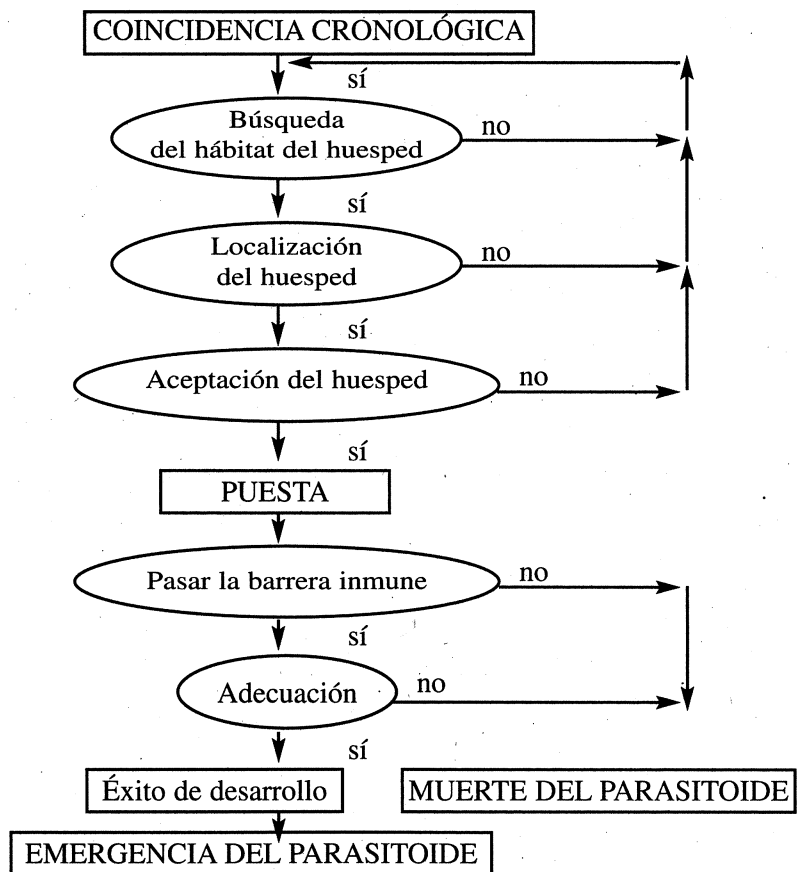 COINCIDENCIA CRONOLÓGICA
sí
Búsqueda
del hábitat del huesped
no
sí
Localización
del huesped
no
sí
Aceptación del huesped
no
sí
PUESTA
Pasar la barrera inmune
no
sí
Adecuación
no
sí
Éxito de desarrollo
MUERTE DEL PARASITOIDE
EMERGENCIA DEL PARASITOIDE